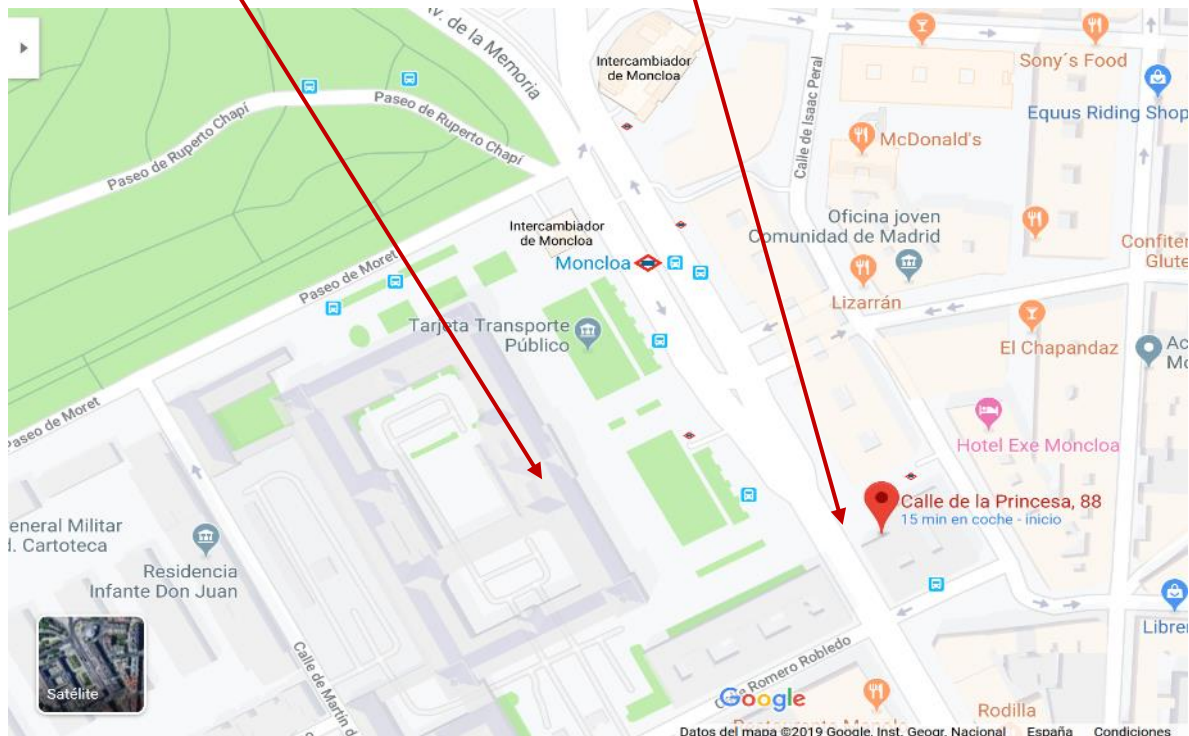 Av. de la Memoria
Intercambiador
de Moncloa
Sony´s Food
Equus Riding Shop
Paseo de Ruperto Chapí
Paseo de Ruperto Chapí
Calle de Isaac Peral
McDonald's
Oficina joven
Comunidad de Madrid
Intercambiador
de Moncloa
Moncloa
Paseo de Moret
Confiter
Glute
Lizarrán
Tarjeta Transporte
Público
El Chapandaz
Ac
Mo
Paseo de Moret
Hotel Exe Moncloa
Calle de la Princesa, 88
15 min en coche - inicio
eneral Militar
. Cartoteca
Residencia
Infante Don Juan
Librer
Satélite
Calle de Martín d
Romero Robledo
Google
Rodilla
Datos del mapa ©2019 Google, Inst. Geogr. Nacional España Condiciones